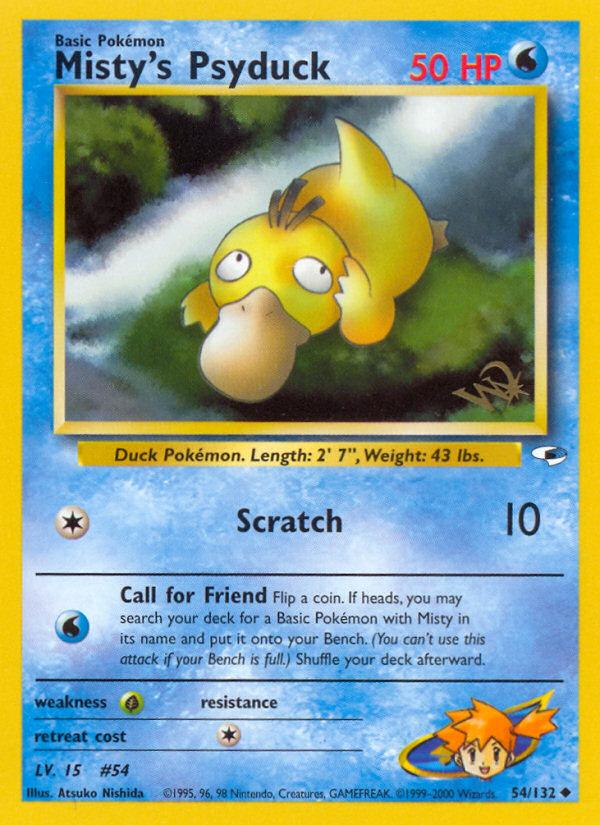 Basic Pokémon
Misty's Psyduck 50 HP
W
Duck Pokémon. Length: 2' 7", Weight: 43 lbs.
Scratch 10
Call for Friend Flip a coin. If heads, you may
search your deck for a Basic Pokémon with Misty in
its name and put it onto your Bench. (You can't use this
attack if your Bench is full.) Shuffle your deck afterward.
weakness resistance
retreat cost
LV. 15 #54
Illus. Atsuko Nishida ©1995, 96, 98 Nintendo, Creatures, GAMEFREAK. ©1999-2000 Wizards. 54/132